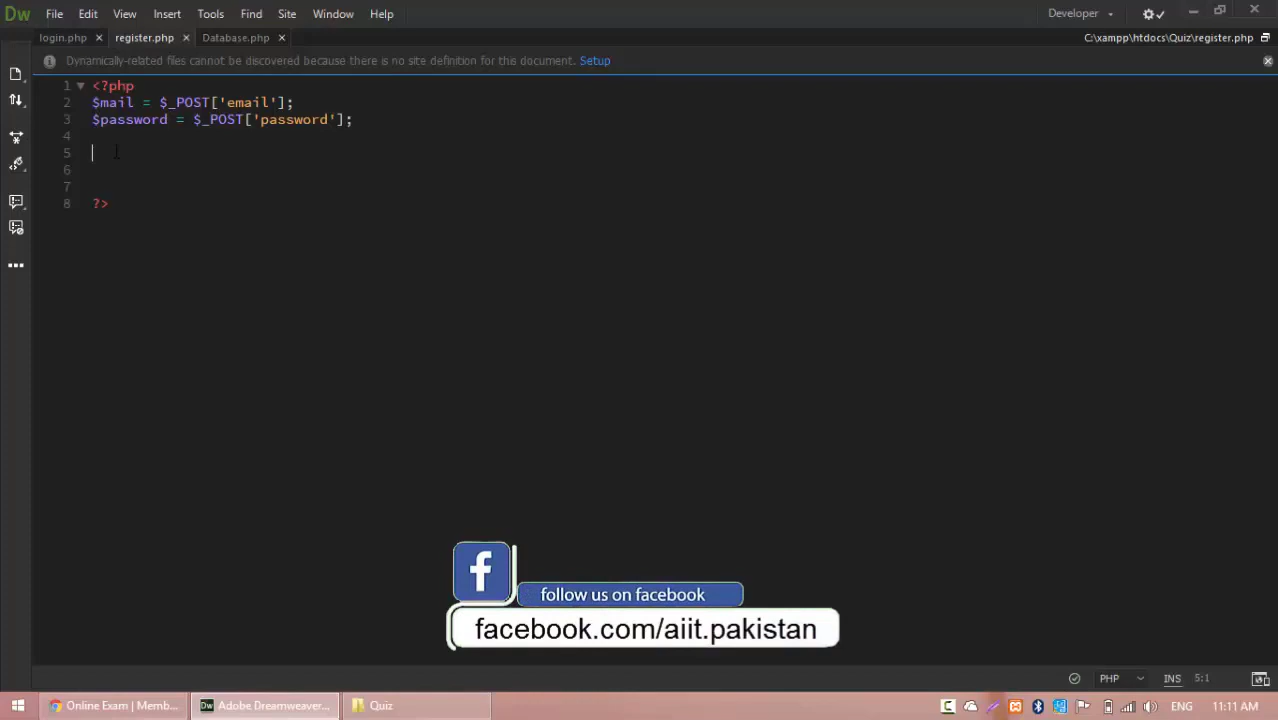 Dw File Edit View Insert Tools Find Site Window Help Developer
login.php × register.php × Database.php × C:\xampp\htdocs\Quiz\register.php
Dynamically-related files cannot be discovered because there is no site definition for this document. Setup
1 <?php
2 $mail = $_POST['email'];
3 $password = $_POST['password'];
4
5
6
7
8 ?>
f
follow us on facebook
facebook.com/aiit.pakistan
PHP INS 5:1
Online Exam | Memb... Dw Adobe Dreamweaver... Quiz ENG 11:11 AM